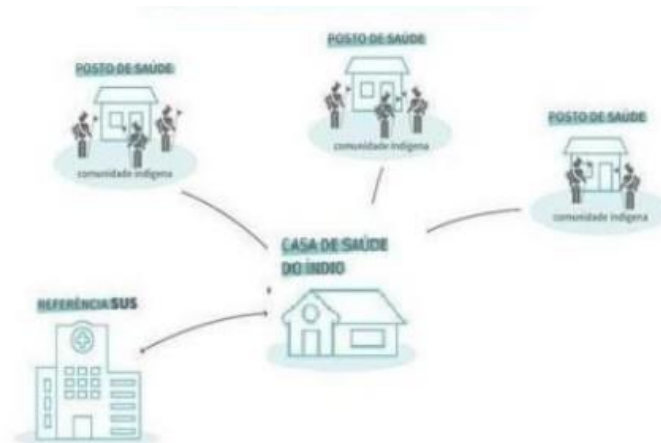 POSTO DE SAÚDE
comunidade indígena
POSTO DE SAÚDE
comunidade indígena
POSTO DE SAÚDE
comunidade indígena
CASA DE SAÚDE
DO ÍNDIO
REFERÊNCIA SUS